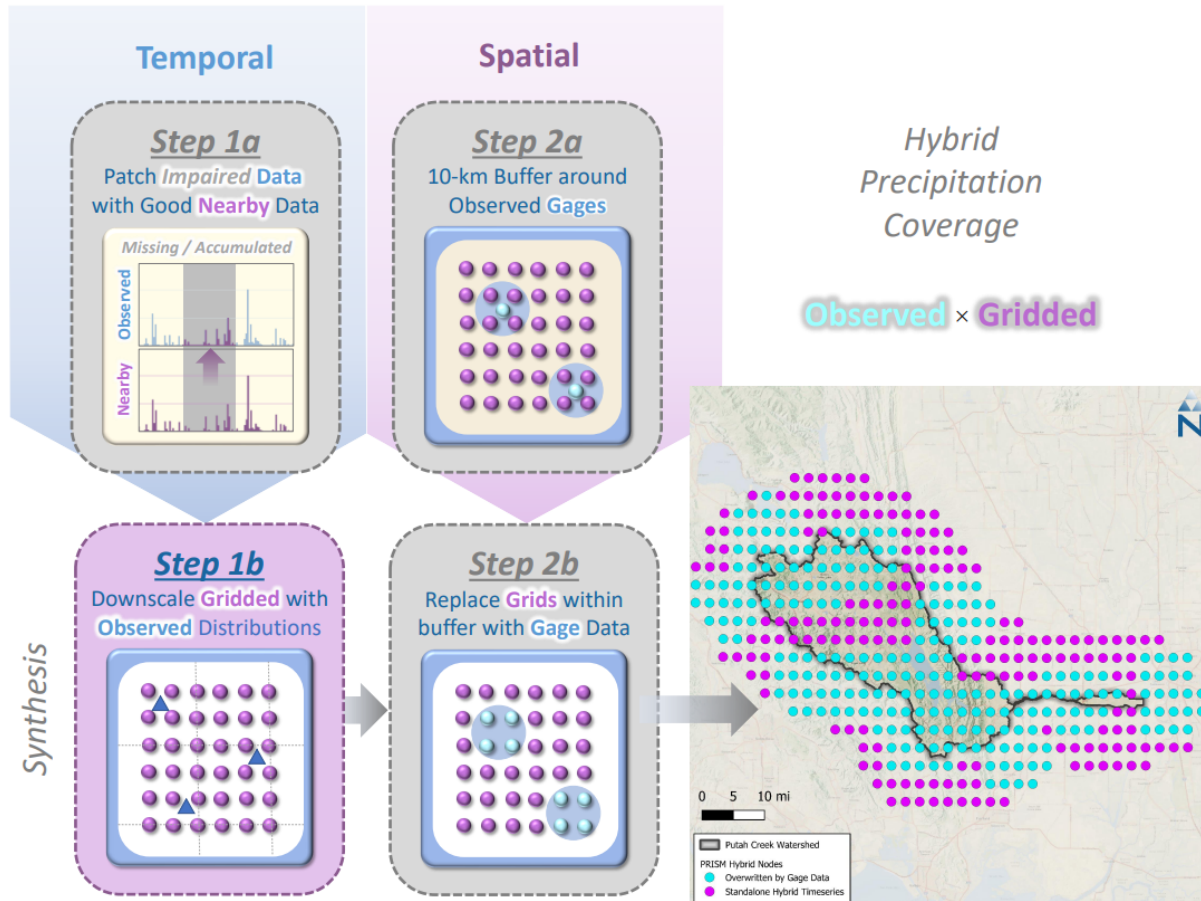 Temporal
Spatial
Step 1a
Patch Impaired Data
with Good Nearby Data
Missing / Accumulated
Observed
Nearby
Step 2a
10-km Buffer around
Observed Gages
Hybrid
Precipitation
Coverage
Observed × Gridded
Synthesis
Step 1b
Downscale Gridded with
Observed Distributions
Step 2b
Replace Grids within
buffer with Gage Data
N
0 5 10 mi
Putah Creek Watershed
PRISM Hybrid Nodes
Overwritten by Gage Data
Standalone Hybrid Timeseries